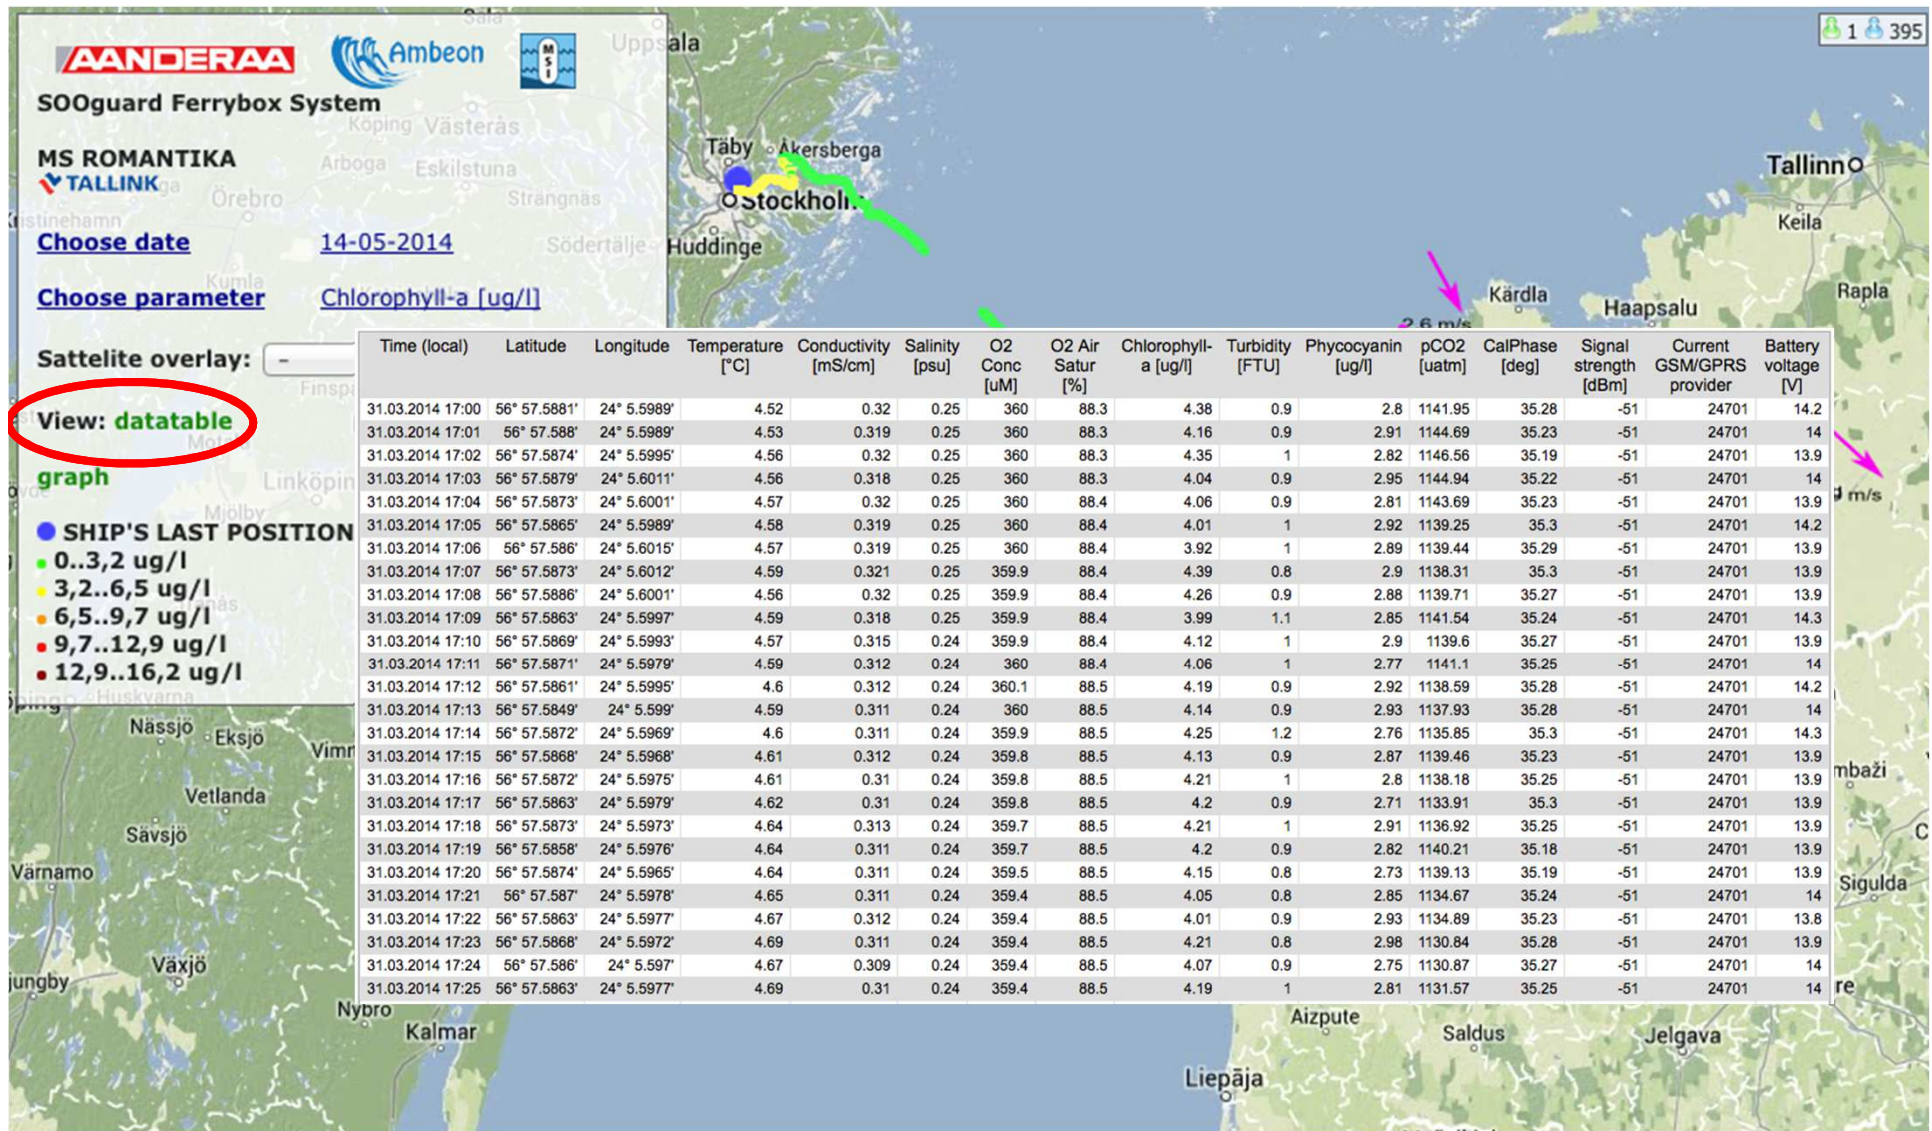 AANDERAA Ambeon MSI
SOOguard Ferrybox System
MS ROMANTIKA
TALLINK
Choose date 14-05-2014
Choose parameter Chlorophyll-a [ug/l]
Sattelite overlay: -
View: datatable
graph
SHIP'S LAST POSITION
0..3,2 ug/l
3,2..6,5 ug/l
6,5..9,7 ug/l
9,7..12,9 ug/l
12,9..16,2 ug/l
1 395
Sala
Uppsala
Köping Västerås
Arboga Eskilstuna
Örebro
Strängnäs
Södertälje
Kumla
Motala
Linköpin
Mjölby
Huskvarna
Täby Åkersberga
Stockholm
Huddinge
Tallinn
Keila
Kärdla
Haapsalu
Rapla
2.6 m/s
m/s
Time (local) Latitude Longitude Temperature [°C] Conductivity [mS/cm] Salinity [psu] O2 Conc [uM] O2 Air Satur [%] Chlorophyll-a [ug/l] Turbidity [FTU] Phycocyanin [ug/l] pCO2 [uatm] CalPhase [deg] Signal strength [dBm] Current GSM/GPRS provider Battery voltage [V]
31.03.2014 17:00 56° 57.5881' 24° 5.5989' 4.52 0.32 0.25 360 88.3 4.38 0.9 2.8 1141.95 35.28 -51 24701 14.2
31.03.2014 17:01 56° 57.588' 24° 5.5989' 4.53 0.319 0.25 360 88.3 4.16 0.9 2.91 1144.69 35.23 -51 24701 14
31.03.2014 17:02 56° 57.5874' 24° 5.5995' 4.56 0.32 0.25 360 88.3 4.35 1 2.82 1146.56 35.19 -51 24701 13.9
31.03.2014 17:03 56° 57.5879' 24° 5.6011' 4.56 0.318 0.25 360 88.3 4.04 0.9 2.95 1144.94 35.22 -51 24701 14
31.03.2014 17:04 56° 57.5873' 24° 5.6001' 4.57 0.32 0.25 360 88.4 4.06 0.9 2.81 1143.69 35.23 -51 24701 13.9
31.03.2014 17:05 56° 57.5865' 24° 5.5989' 4.58 0.319 0.25 360 88.4 4.01 1 2.92 1139.25 35.3 -51 24701 14.2
31.03.2014 17:06 56° 57.586' 24° 5.6015' 4.57 0.319 0.25 360 88.4 3.92 1 2.89 1139.44 35.29 -51 24701 13.9
31.03.2014 17:07 56° 57.5873' 24° 5.6012' 4.59 0.321 0.25 359.9 88.4 4.39 0.8 2.9 1138.31 35.3 -51 24701 13.9
31.03.2014 17:08 56° 57.5886' 24° 5.6001' 4.56 0.32 0.25 359.9 88.4 4.26 0.9 2.88 1139.71 35.27 -51 24701 13.9
31.03.2014 17:09 56° 57.5863' 24° 5.5997' 4.59 0.318 0.25 359.9 88.4 3.99 1.1 2.85 1141.54 35.24 -51 24701 14.3
31.03.2014 17:10 56° 57.5869' 24° 5.5993' 4.57 0.315 0.24 359.9 88.4 4.12 1 2.9 1139.6 35.27 -51 24701 13.9
31.03.2014 17:11 56° 57.5871' 24° 5.5979' 4.59 0.312 0.24 360 88.4 4.06 1 2.77 1141.1 35.25 -51 24701 14
31.03.2014 17:12 56° 57.5861' 24° 5.5995' 4.6 0.312 0.24 360.1 88.5 4.19 0.9 2.92 1138.59 35.28 -51 24701 14.2
31.03.2014 17:13 56° 57.5849' 24° 5.599' 4.59 0.311 0.24 360 88.5 4.14 0.9 2.93 1137.93 35.28 -51 24701 14
31.03.2014 17:14 56° 57.5872' 24° 5.5969' 4.6 0.311 0.24 359.9 88.5 4.25 1.2 2.76 1135.85 35.3 -51 24701 14.3
31.03.2014 17:15 56° 57.5868' 24° 5.5968' 4.61 0.312 0.24 359.8 88.5 4.13 0.9 2.87 1139.46 35.23 -51 24701 13.9
31.03.2014 17:16 56° 57.5872' 24° 5.5975' 4.61 0.31 0.24 359.8 88.5 4.21 1 2.8 1138.18 35.25 -51 24701 13.9
31.03.2014 17:17 56° 57.5863' 24° 5.5979' 4.62 0.31 0.24 359.8 88.5 4.2 0.9 2.71 1133.91 35.3 -51 24701 13.9
31.03.2014 17:18 56° 57.5873' 24° 5.5973' 4.64 0.313 0.24 359.7 88.5 4.21 1 2.91 1136.92 35.25 -51 24701 13.9
31.03.2014 17:19 56° 57.5858' 24° 5.5976' 4.64 0.311 0.24 359.7 88.5 4.2 0.9 2.82 1140.21 35.18 -51 24701 13.9
31.03.2014 17:20 56° 57.5874' 24° 5.5965' 4.64 0.311 0.24 359.5 88.5 4.15 0.8 2.73 1139.13 35.19 -51 24701 13.9
31.03.2014 17:21 56° 57.587' 24° 5.5978' 4.65 0.311 0.24 359.4 88.5 4.05 0.8 2.85 1134.67 35.24 -51 24701 14
31.03.2014 17:22 56° 57.5863' 24° 5.5977' 4.67 0.312 0.24 359.4 88.5 4.01 0.9 2.93 1134.89 35.23 -51 24701 13.8
31.03.2014 17:23 56° 57.5868' 24° 5.5972' 4.69 0.311 0.24 359.4 88.5 4.21 0.8 2.98 1130.84 35.28 -51 24701 13.9
31.03.2014 17:24 56° 57.586' 24° 5.597' 4.67 0.309 0.24 359.4 88.5 4.07 0.9 2.75 1130.87 35.27 -51 24701 14
31.03.2014 17:25 56° 57.5863' 24° 5.5977' 4.69 0.31 0.24 359.4 88.5 4.19 1 2.81 1131.57 35.25 -51 24701 14
Nässjö Eksjö
Vimr
Vetlanda
Sävsjö
Värnamo
Växjö
jungby
Nybro
Kalmar
mbaži
Sigulda
re
Aizpute
Saldus
Jelgava
Liepāja